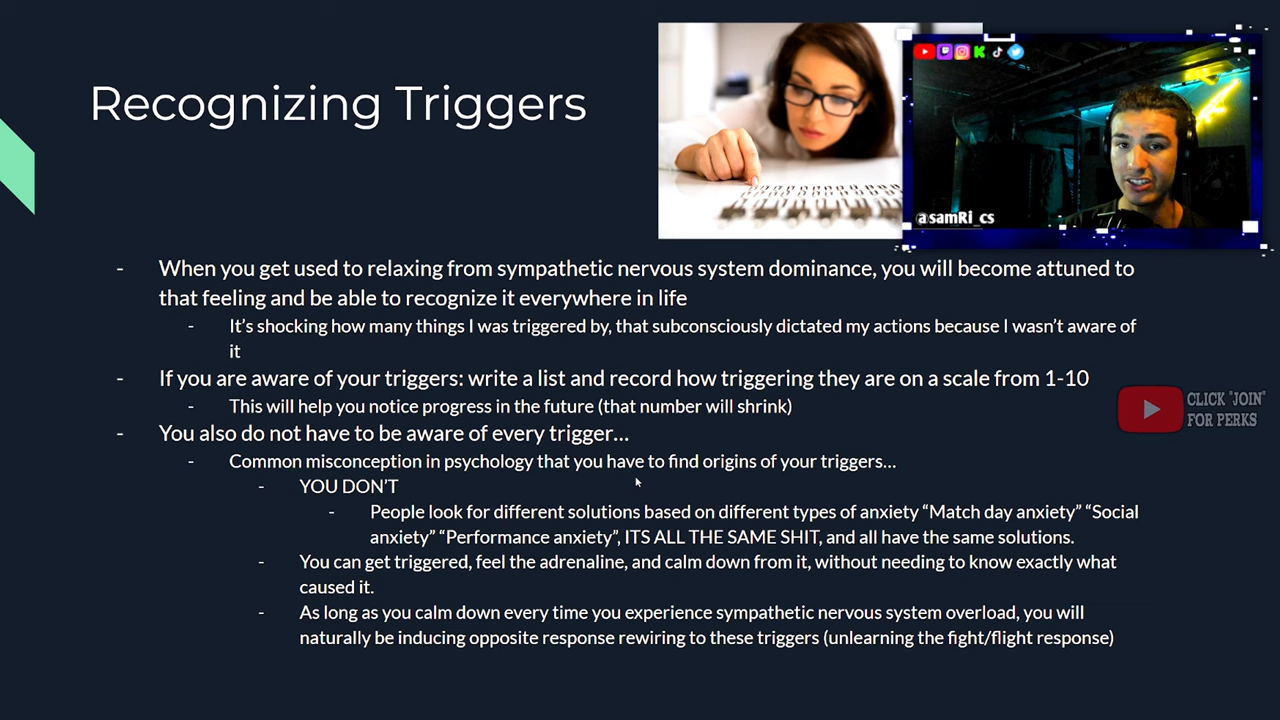 Recognizing Triggers
@samRi_cs
- When you get used to relaxing from sympathetic nervous system dominance, you will become attuned to
that feeling and be able to recognize it everywhere in life
- It’s shocking how many things I was triggered by, that subconsciously dictated my actions because I wasn’t aware of
it
- If you are aware of your triggers: write a list and record how triggering they are on a scale from 1-10
- This will help you notice progress in the future (that number will shrink)
CLICK "JOIN"
FOR PERKS
- You also do not have to be aware of every trigger…
- Common misconception in psychology that you have to find origins of your triggers…
- YOU DON’T
- People look for different solutions based on different types of anxiety “Match day anxiety” “Social
anxiety” “Performance anxiety”, ITS ALL THE SAME SHIT, and all have the same solutions.
- You can get triggered, feel the adrenaline, and calm down from it, without needing to know exactly what
caused it.
- As long as you calm down every time you experience sympathetic nervous system overload, you will
naturally be inducing opposite response rewiring to these triggers (unlearning the fight/flight response)